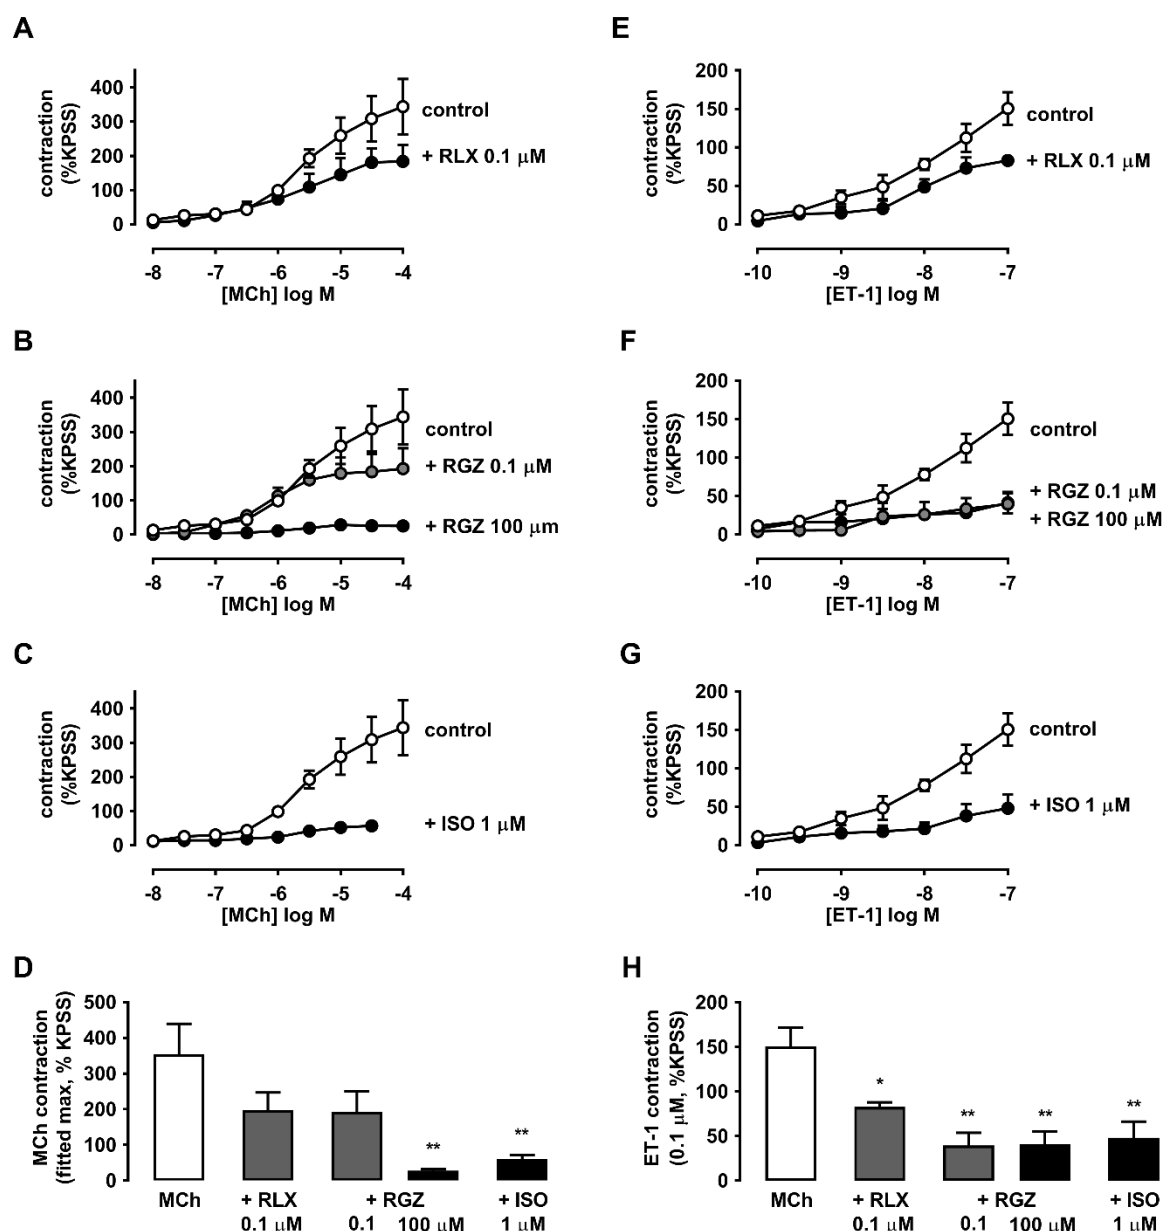 A
contraction
(%KPSS)
400
300
200
100
0
control
+ RLX 0.1 μM
-8 -7 -6 -5 -4
[MCh] log M
E
contraction
(%KPSS)
200
150
100
50
0
control
+ RLX 0.1 μM
-10 -9 -8 -7
[ET-1] log M
B
contraction
(%KPSS)
400
300
200
100
0
control
+ RGZ 0.1 μM
+ RGZ 100 μm
-8 -7 -6 -5 -4
[MCh] log M
F
contraction
(%KPSS)
200
150
100
50
0
control
+ RGZ 0.1 μM
+ RGZ 100 μM
-10 -9 -8 -7
[ET-1] log M
C
contraction
(%KPSS)
400
300
200
100
0
control
+ ISO 1 μM
-8 -7 -6 -5 -4
[MCh] log M
G
contraction
(%KPSS)
200
150
100
50
0
control
+ ISO 1 μM
-10 -9 -8 -7
[ET-1] log M
D
MCh contraction
(fitted max, % KPSS)
500
400
300
200
100
0
** **
MCh + RLX + RGZ + ISO
0.1 μM 0.1 100 μM 1 μM
H
ET-1 contraction
(0.1 μM, %KPSS)
200
150
100
50
0
* ** ** **
MCh + RLX + RGZ + ISO
0.1 μM 0.1 100 μM 1 μM